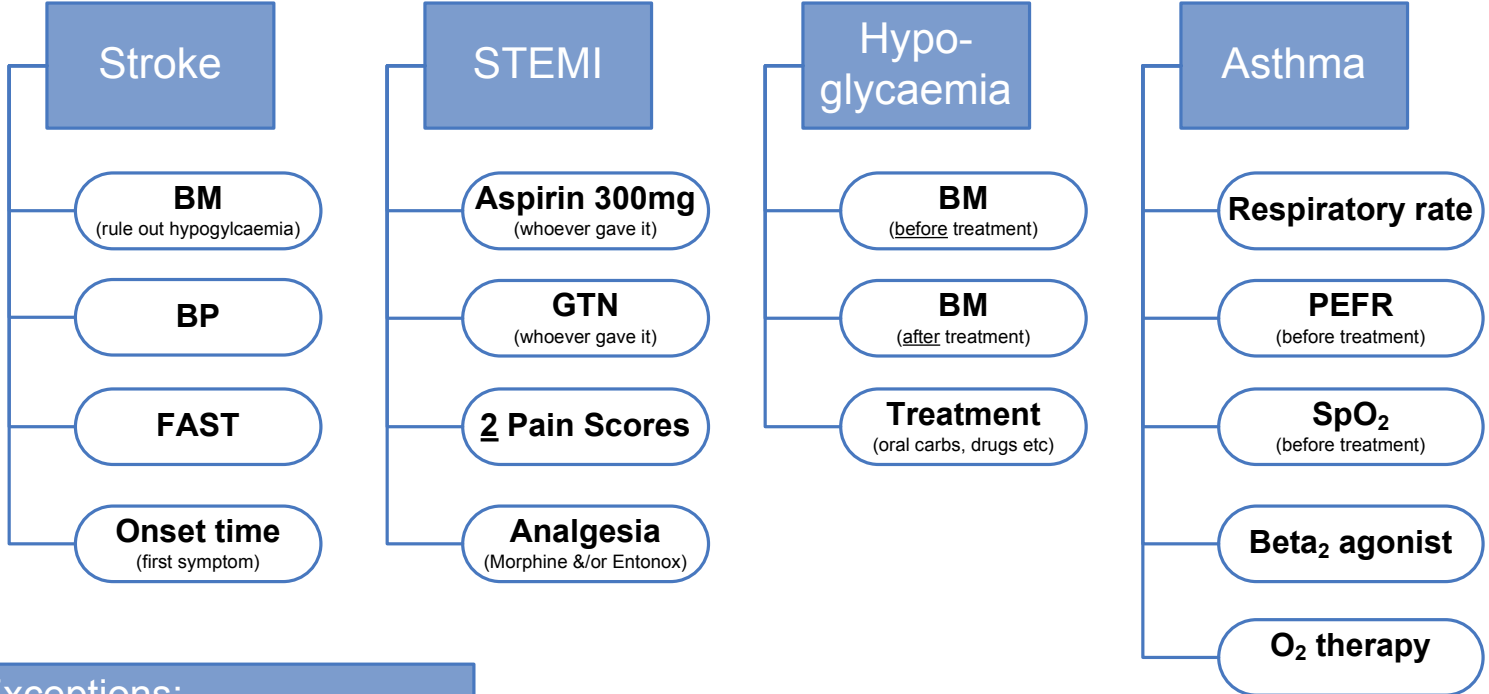 Stroke
BM
(rule out hypogylcaemia)
BP
FAST
Onset time
(first symptom)
STEMI
Aspirin 300mg
(whoever gave it)
GTN
(whoever gave it)
2 Pain Scores
Analgesia
(Morphine &/or Entonox)
Hypo-
glycaemia
BM
(before treatment)
BM
(after treatment)
Treatment
(oral carbs, drugs etc)
Asthma
Respiratory rate
PEFR
(before treatment)
SpO₂
(before treatment)
Beta₂ agonist
O₂ therapy
Exceptions: